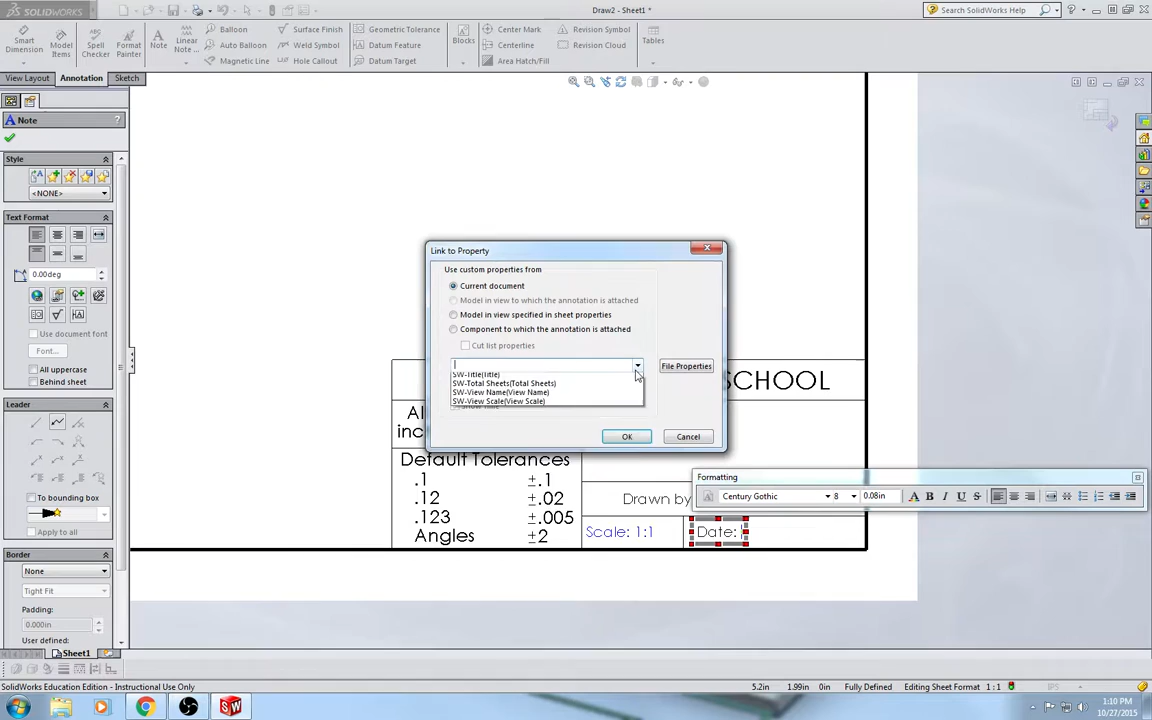 SOLIDWORKS
Draw2 - Sheet1 *
Search SolidWorks Help
Smart Dimension
Model Items
Spell Checker
Format Painter
Note
Linear Note ...
Balloon
Auto Balloon
Magnetic Line
Surface Finish
Weld Symbol
Hole Callout
Geometric Tolerance
Datum Feature
Datum Target
Blocks
Center Mark
Centerline
Area Hatch/Fill
Revision Symbol
Revision Cloud
Tables
View Layout
Annotation
Sketch
Note
?
Style
<NONE>
Text Format
0.00deg
Use document font
Font...
All uppercase
Behind sheet
Leader
To bounding box
Apply to all
Border
None
Tight Fit
Padding:
0.000in
User defined:
Link to Property
Use custom properties from
Current document
Model in view to which the annotation is attached
Model in view specified in sheet properties
Component to which the annotation is attached
Cut list properties
File Properties
SW-Title(Title)
SW-Total Sheets(Total Sheets)
SW-View Name(View Name)
SW-View Scale(View Scale)
OK
Cancel
SCHOOL
Al
inc
Default Tolerances
.1 ±.1
.12 ±.02
.123 ±.005
Angles ±2
Drawn by
Scale: 1:1
Date:
Formatting
Century Gothic
8
0.08in
A B I U S
Sheet1
SolidWorks Education Edition - Instructional Use Only
5.2in
1.99in
0in
Fully Defined
Editing Sheet Format
1 : 1
IPS
1:10 PM
10/27/2015